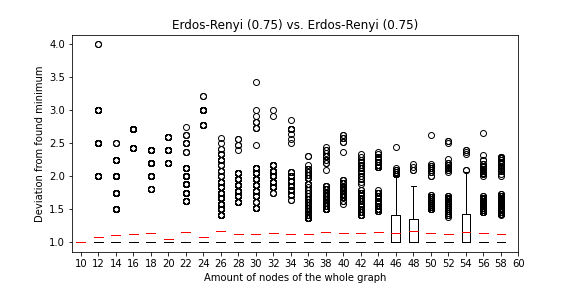 Erdos-Renyi (0.75) vs. Erdos-Renyi (0.75)
Deviation from found minimum
4.0
3.5
3.0
2.5
2.0
1.5
1.0
10 12 14 16 18 20 22 24 26 28 30 32 34 36 38 40 42 44 46 48 50 52 54 56 58 60
Amount of nodes of the whole graph